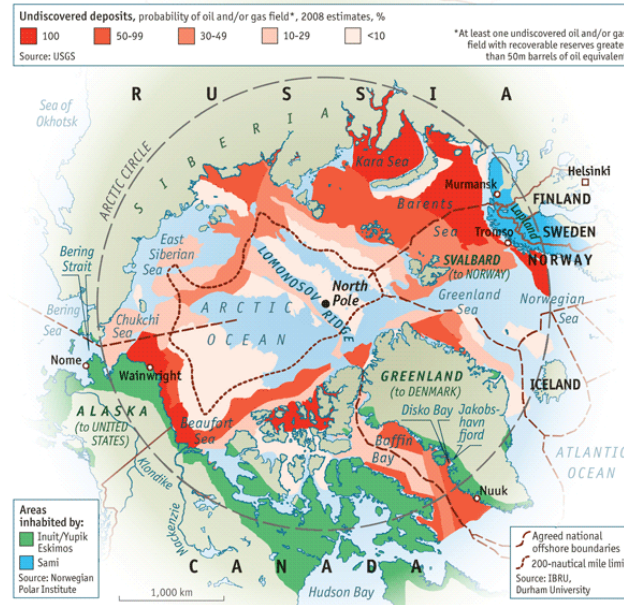 Undiscovered deposits, probability of oil and/or gas field*, 2008 estimates, %
100 50-99 30-49 10-29 <10
Source: USGS
*At least one undiscovered oil and/or gas
field with recoverable reserves greater
than 50m barrels of oil equivalent
R U S S I A
Sea of
Okhotsk
ARCTIC CIRCLE
S I B E R I A
Kara Sea
Helsinki
Murmansk
FINLAND
Barents
Sea
Lapland
Tromso
SWEDEN
NORWAY
Bering
Strait
East
Siberian
Sea
LOMONOSOV RIDGE
SVALBARD
(to NORWAY)
North
Pole
Greenland
Sea
Norwegian
Sea
A R C T I C
O C E A N
Bering
Sea
Chukchi
Sea
Nome
Wainwright
GREENLAND
(to DENMARK)
ICELAND
ALASKA
(to UNITED
STATES)
Beaufort
Sea
Disko Bay
Jakobs-
havn
fjord
Baffin
Bay
ATLANTIC
OCEAN
Klondike
Mackenzie
Nuuk
Areas
inhabited by:
Inuit/Yupik
Eskimos
Sami
Source: Norwegian
Polar Institute
C A N A D A
Hudson Bay
1,000 km
Agreed national
offshore boundaries
200-nautical mile limi
Source: IBRU,
Durham University